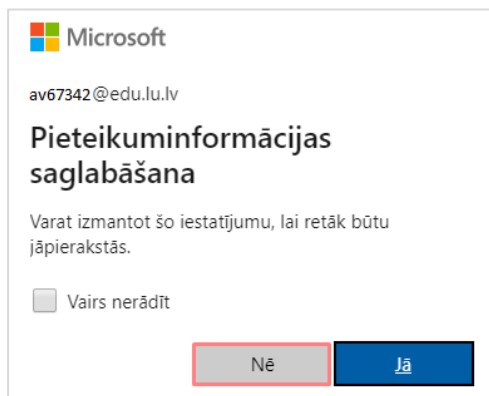 Microsoft
av67342@edu.lu.lv
Pieteikuminformācijas
saglabāšana
Varat izmantot šo iestatījumu, lai retāk būtu
jāpierakstās.
Vairs nerādīt
Nē
Jā